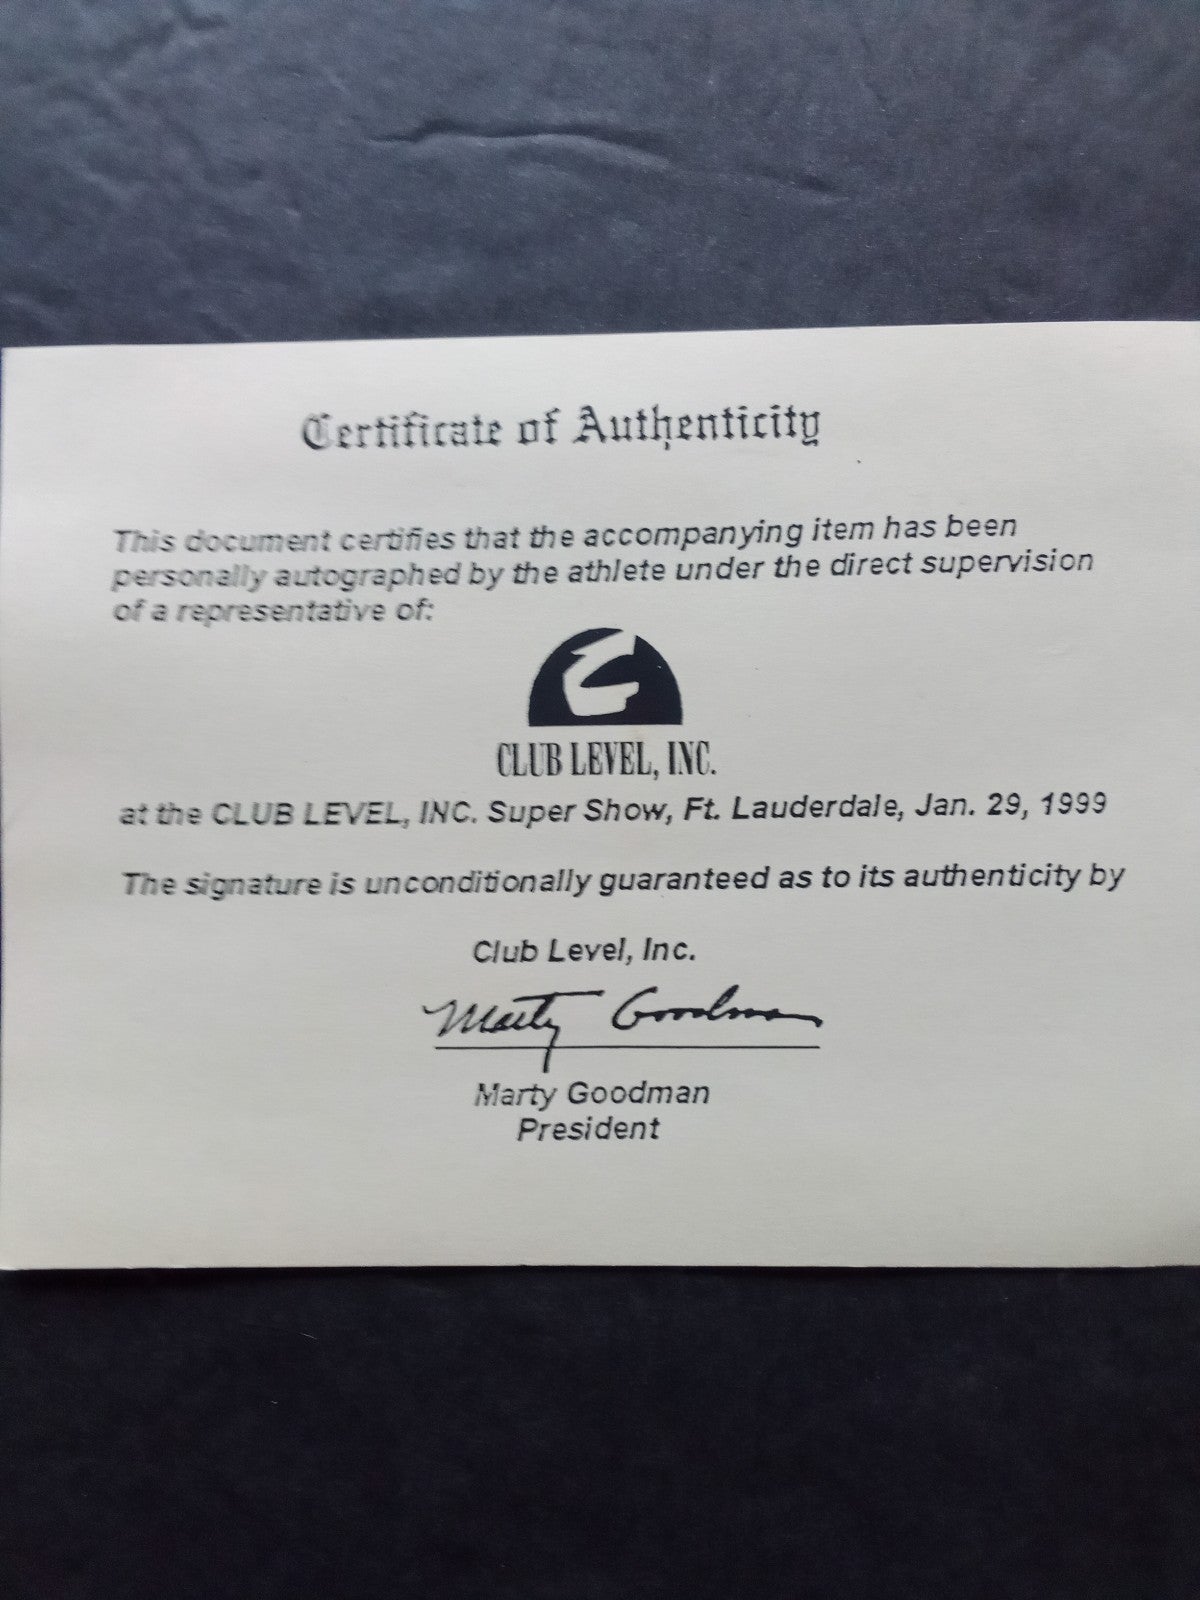 Certificate of Authenticity
This document certifies that the accompanying item has been
personally autographed by the athlete under the direct supervision
of a representative of:
CLUB LEVEL, INC.
at the CLUB LEVEL, INC. Super Show, Ft. Lauderdale, Jan. 29, 1999
The signature is unconditionally guaranteed as to its authenticity by
Club Level, Inc.
Marty Goodman
Marty Goodman
President